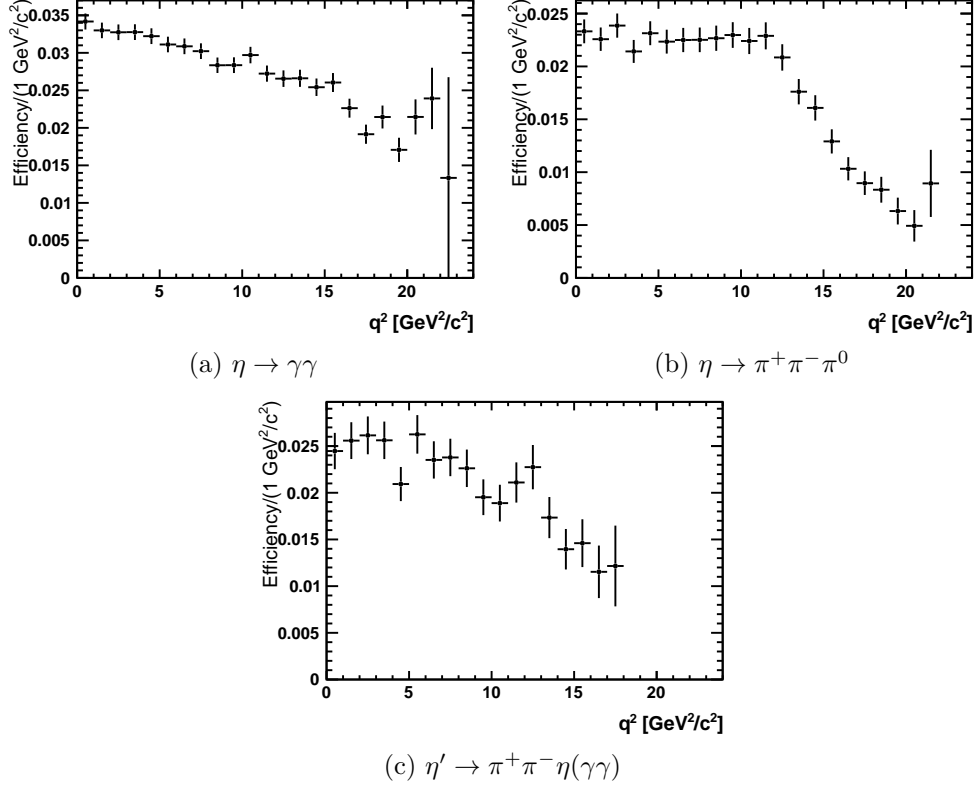 Efficiency/(1 GeV²/c²)
0.035
0.03
0.025
0.02
0.015
0.01
0.005
0
0 5 10 15 20
q² [GeV²/c²]
(a) η → γγ
Efficiency/(1 GeV²/c²)
0.025
0.02
0.015
0.01
0.005
0
0 5 10 15 20
q² [GeV²/c²]
(b) η → π⁺π⁻π⁰
Efficiency/(1 GeV²/c²)
0.025
0.02
0.015
0.01
0.005
0
0 5 10 15 20
q² [GeV²/c²]
(c) η′ → π⁺π⁻η(γγ)